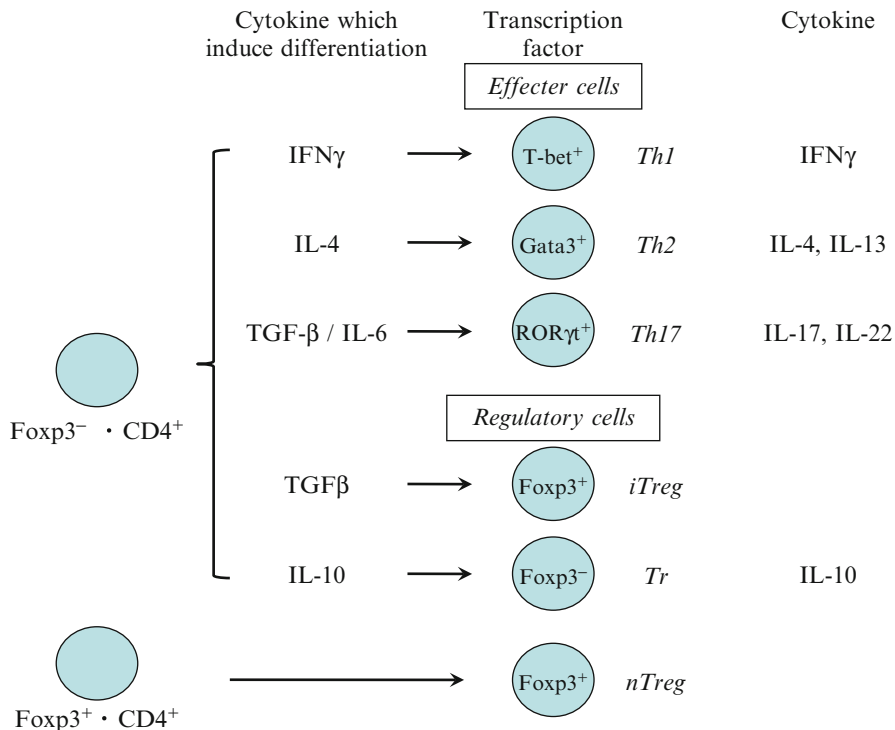 Cytokine which
induce differentiation
Transcription
factor
Cytokine
Effecter cells
IFNγ
T-bet⁺
Th1
IFNγ
IL-4
Gata3⁺
Th2
IL-4, IL-13
TGF-β / IL-6
RORγt⁺
Th17
IL-17, IL-22
Foxp3⁻ ・CD4⁺
Regulatory cells
TGFβ
Foxp3⁺
iTreg
IL-10
Foxp3⁻
Tr
IL-10
Foxp3⁺・CD4⁺
Foxp3⁺
nTreg